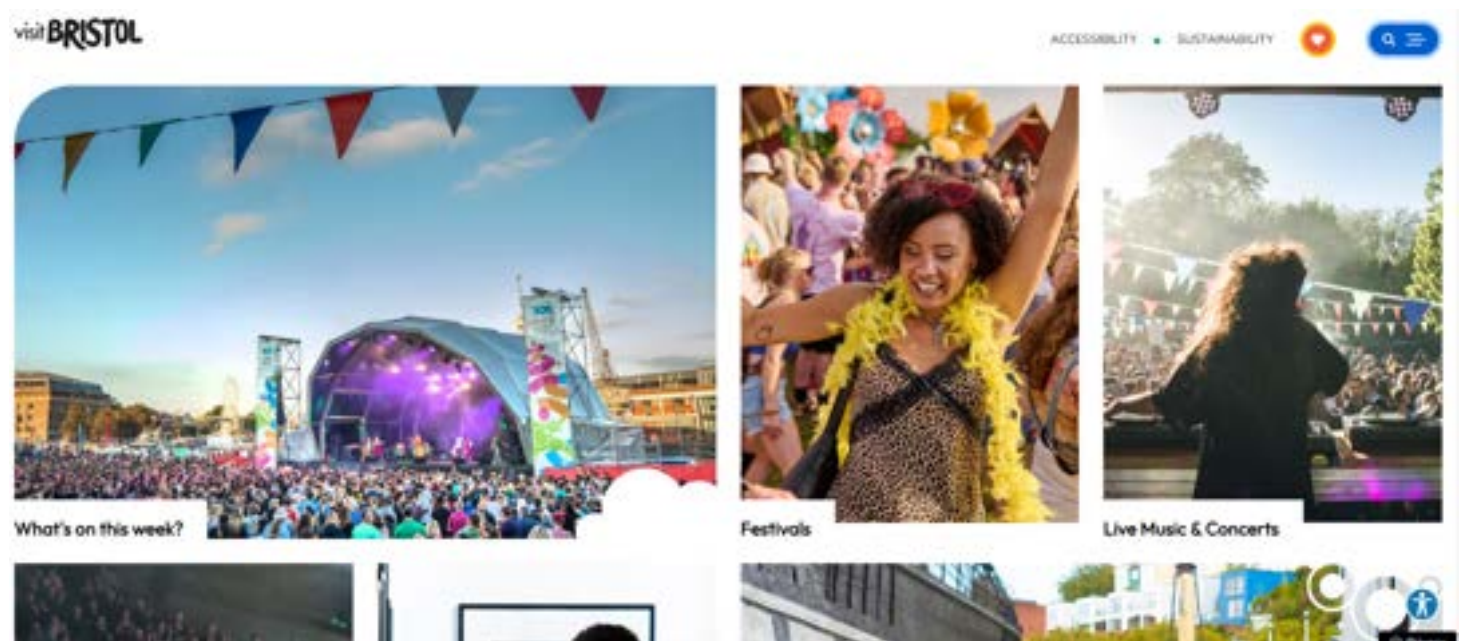 visit BRISTOL
ACCESSIBILITY • SUSTAINABILITY
What's on this week?
Festivals
Live Music & Concerts